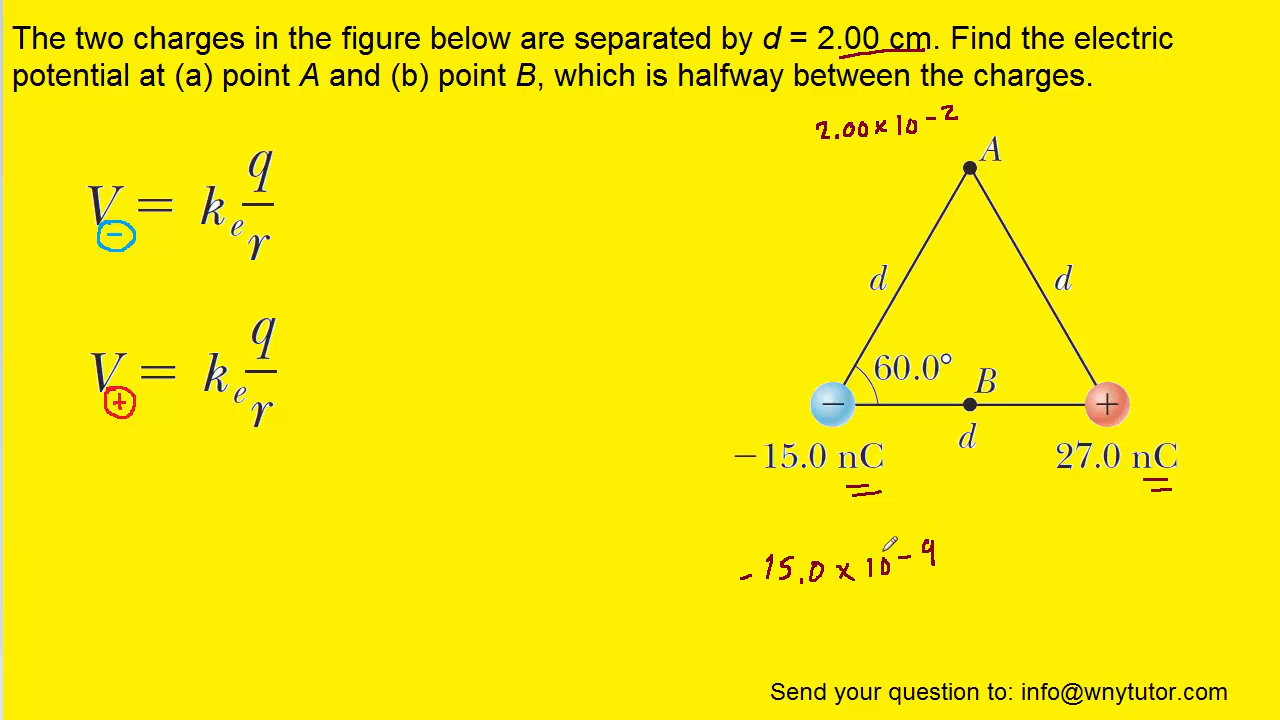 The two charges in the figure below are separated by d = 2.00 cm. Find the electric
potential at (a) point A and (b) point B, which is halfway between the charges.
2.00 × 10⁻²
A
V₋ = kₑ q/r
V₊ = kₑ q/r
d
d
60.0°
B
− +
d
−15.0 nC
27.0 nC
-15.0 × 10⁻⁹
Send your question to: info@wnytutor.com